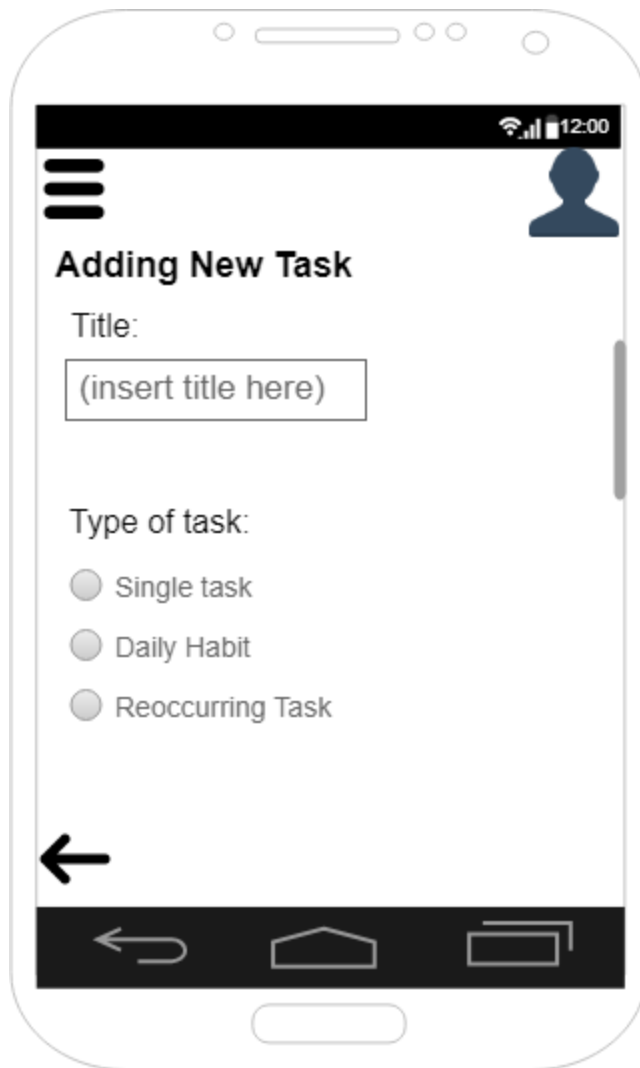 12:00
Adding New Task
Title:
(insert title here)
Type of task:
Single task
Daily Habit
Reoccurring Task